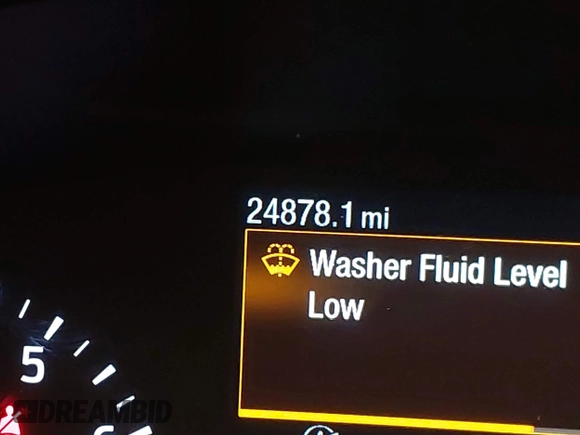 24878.1 mi
Washer Fluid Level
Low
5
DREAMBID